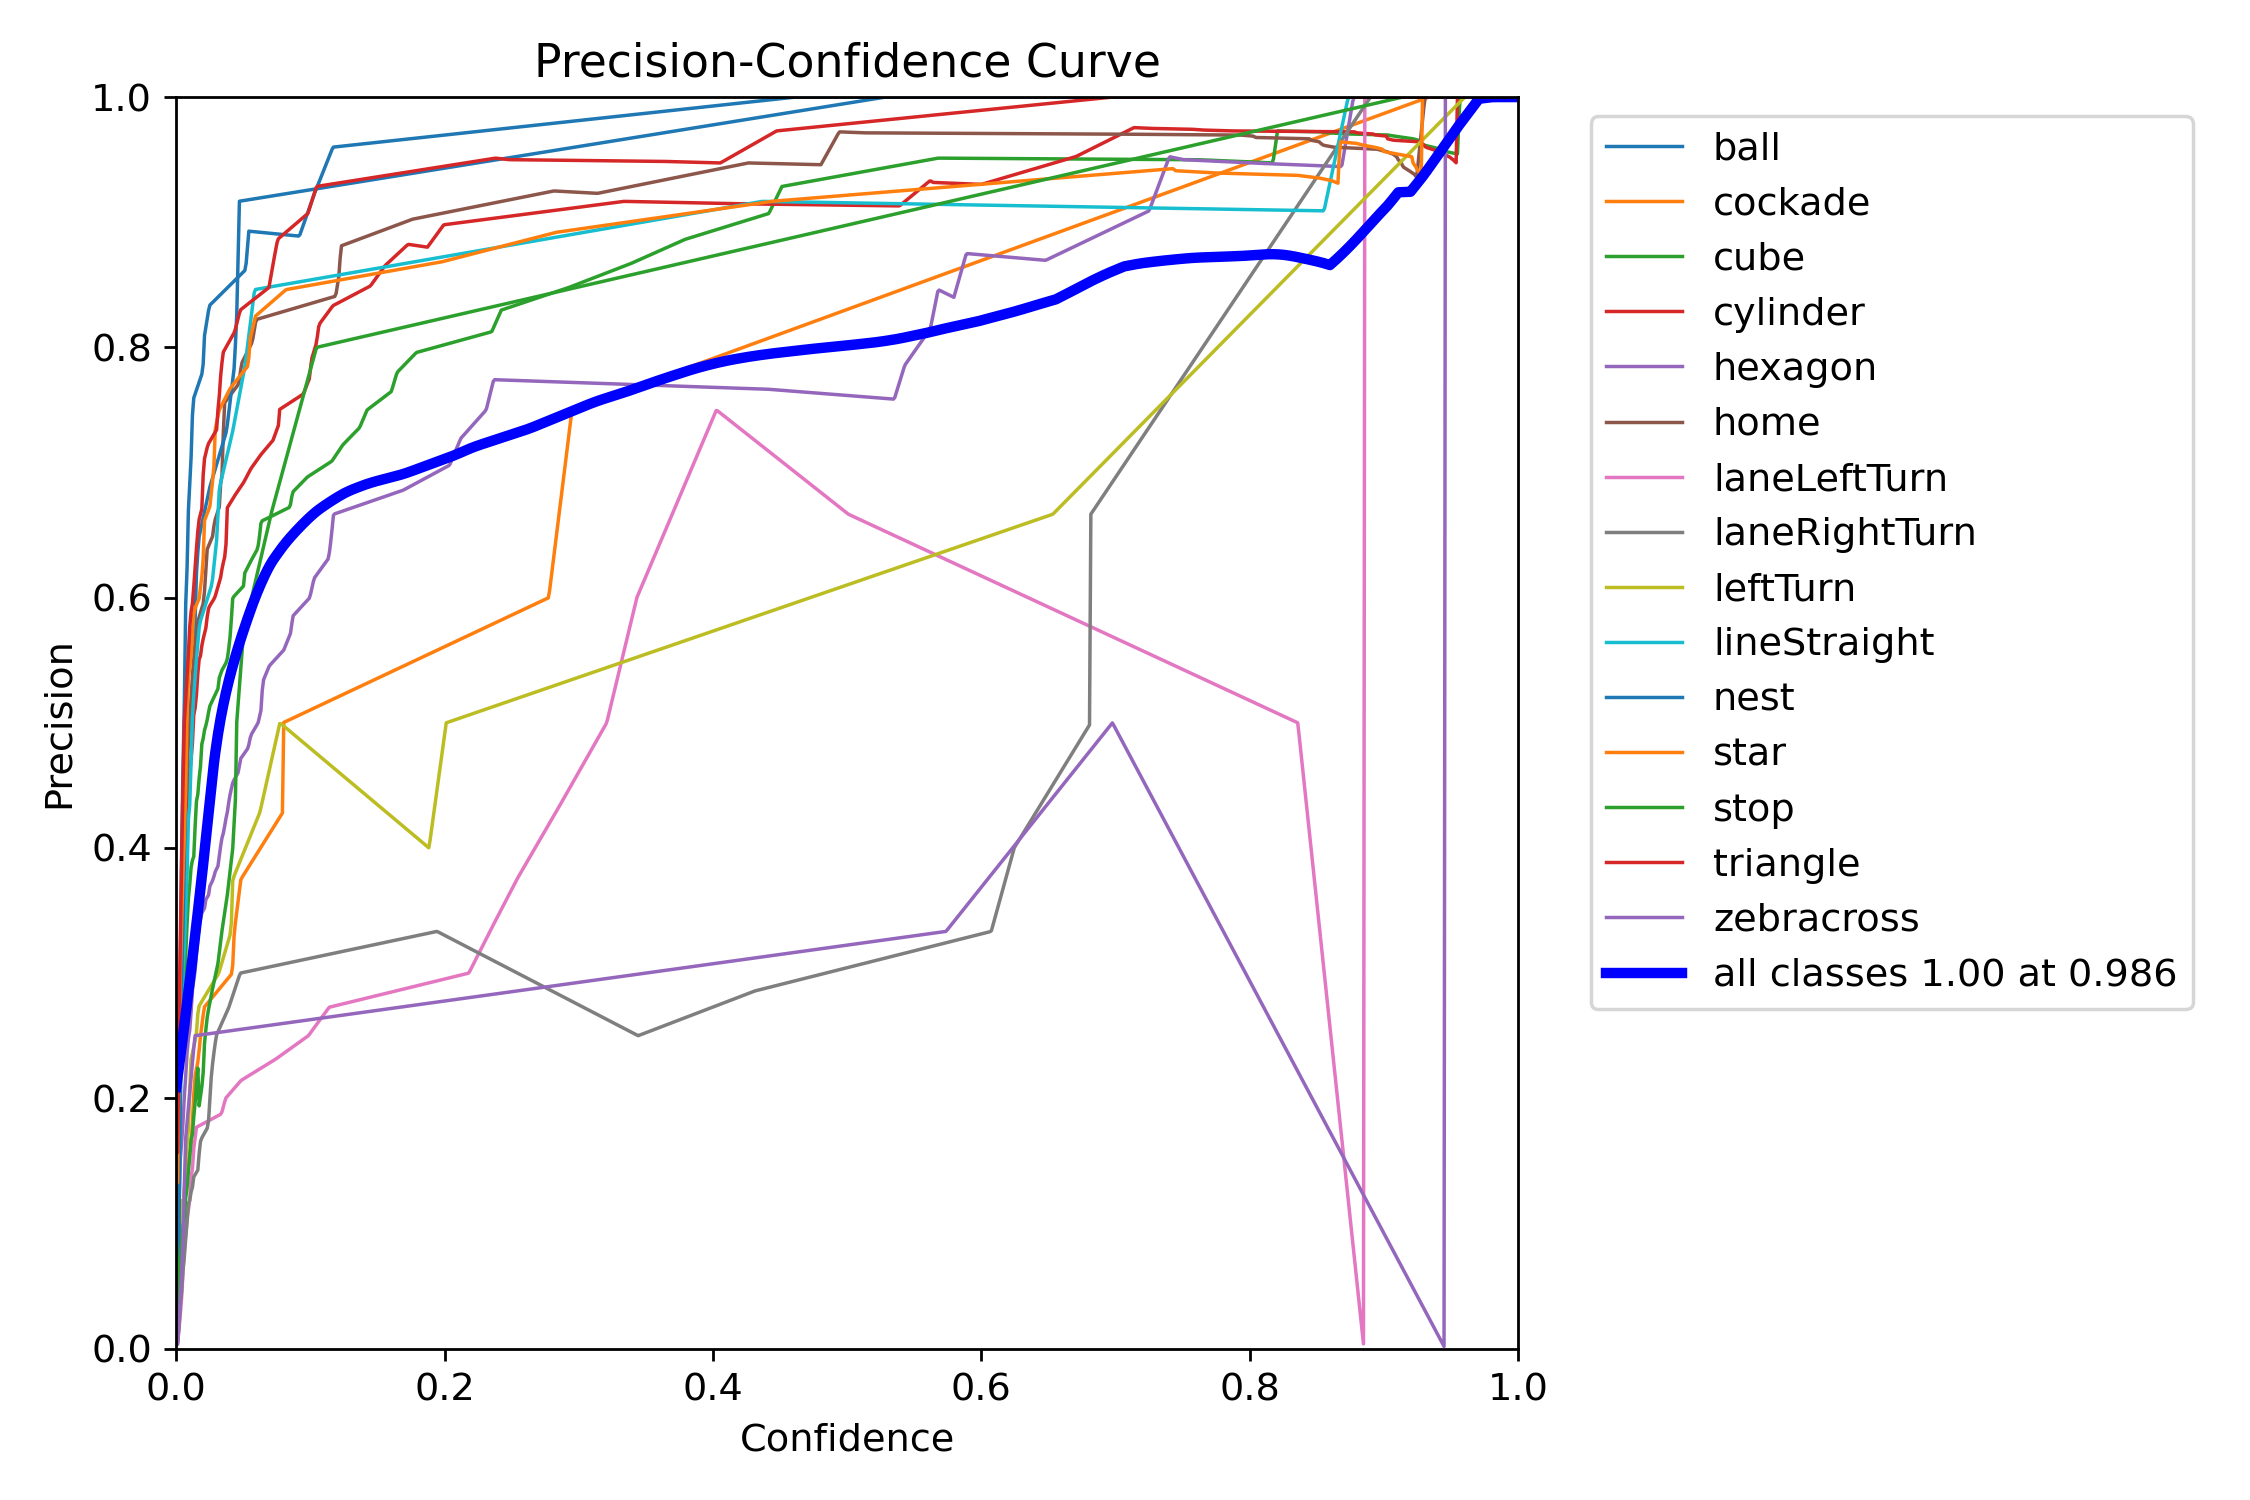 Precision-Confidence Curve
1.0
0.8
0.6
0.4
0.2
0.0
Precision
0.0 0.2 0.4 0.6 0.8 1.0
Confidence
ball
cockade
cube
cylinder
hexagon
home
laneLeftTurn
laneRightTurn
leftTurn
lineStraight
nest
star
stop
triangle
zebracross
all classes 1.00 at 0.986